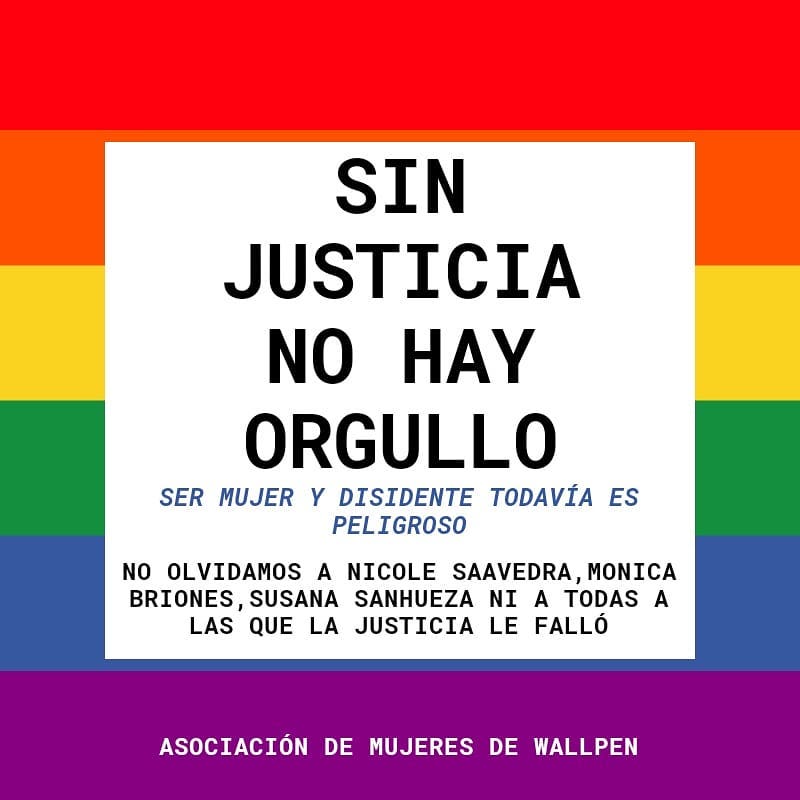 SIN
JUSTICIA
NO HAY
ORGULLO
SER MUJER Y DISIDENTE TODAVÍA ES
PELIGROSO
NO OLVIDAMOS A NICOLE SAAVEDRA,MONICA
BRIONES,SUSANA SANHUEZA NI A TODAS A
LAS QUE LA JUSTICIA LE FALLÓ
ASOCIACIÓN DE MUJERES DE WALLPEN